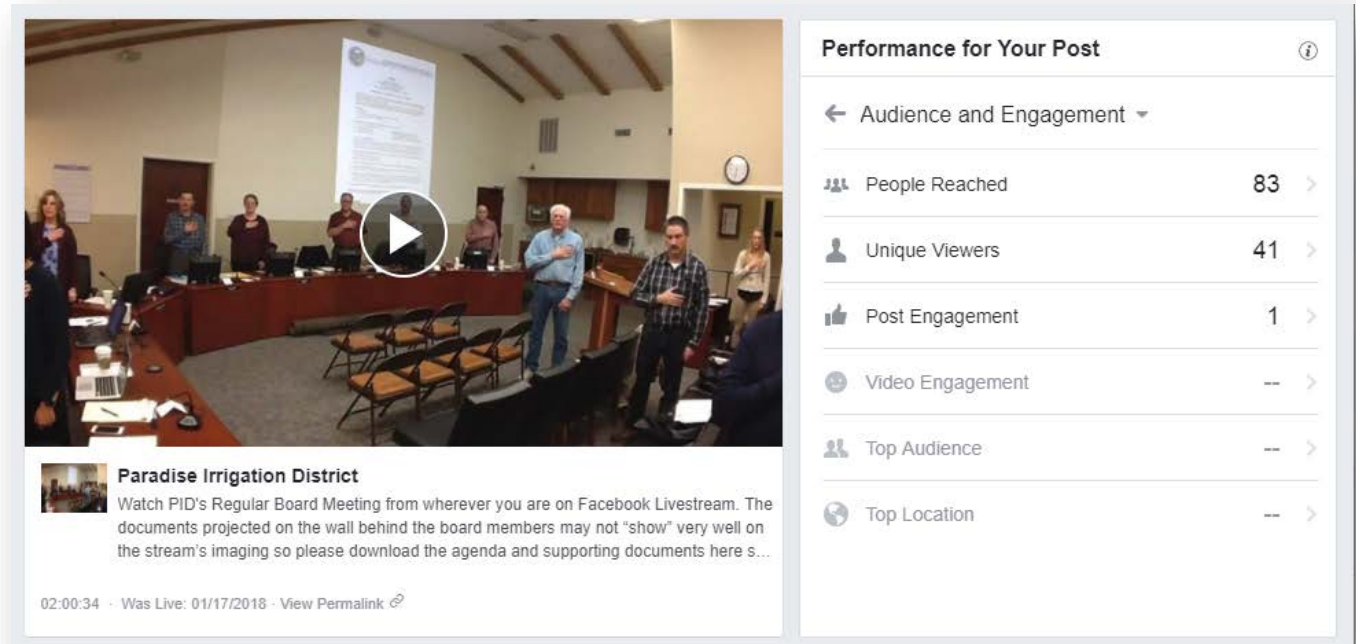 Paradise Irrigation District
Watch PID's Regular Board Meeting from wherever you are on Facebook Livestream. The
documents projected on the wall behind the board members may not “show” very well on
the stream's imaging so please download the agenda and supporting documents here s...
02:00:34 · Was Live: 01/17/2018 · View Permalink
Performance for Your Post
Audience and Engagement
People Reached 83
Unique Viewers 41
Post Engagement 1
Video Engagement --
Top Audience --
Top Location --